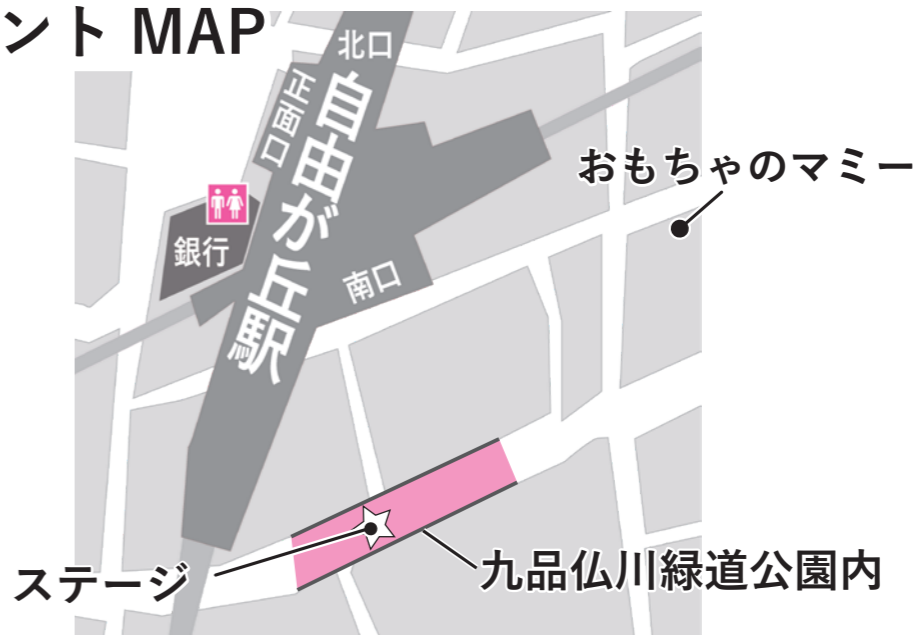 ント MAP
北口
正面口
自由が丘駅
おもちゃのマミー
銀行
南口
ステージ
九品仏川緑道公園内